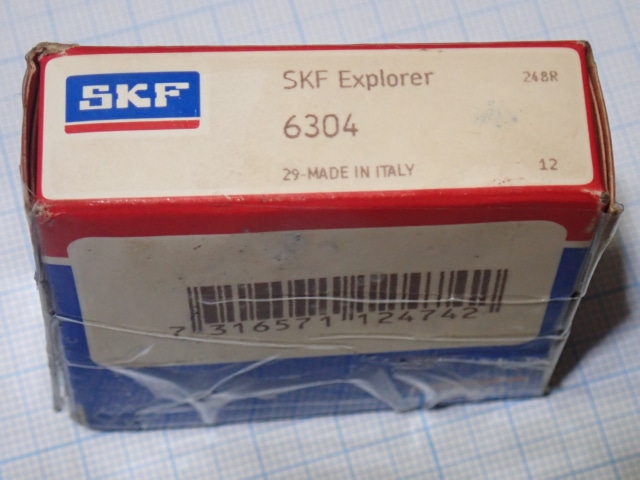 SKF
SKF Explorer
248R
6304
29-MADE IN ITALY
12
7 316571 124742